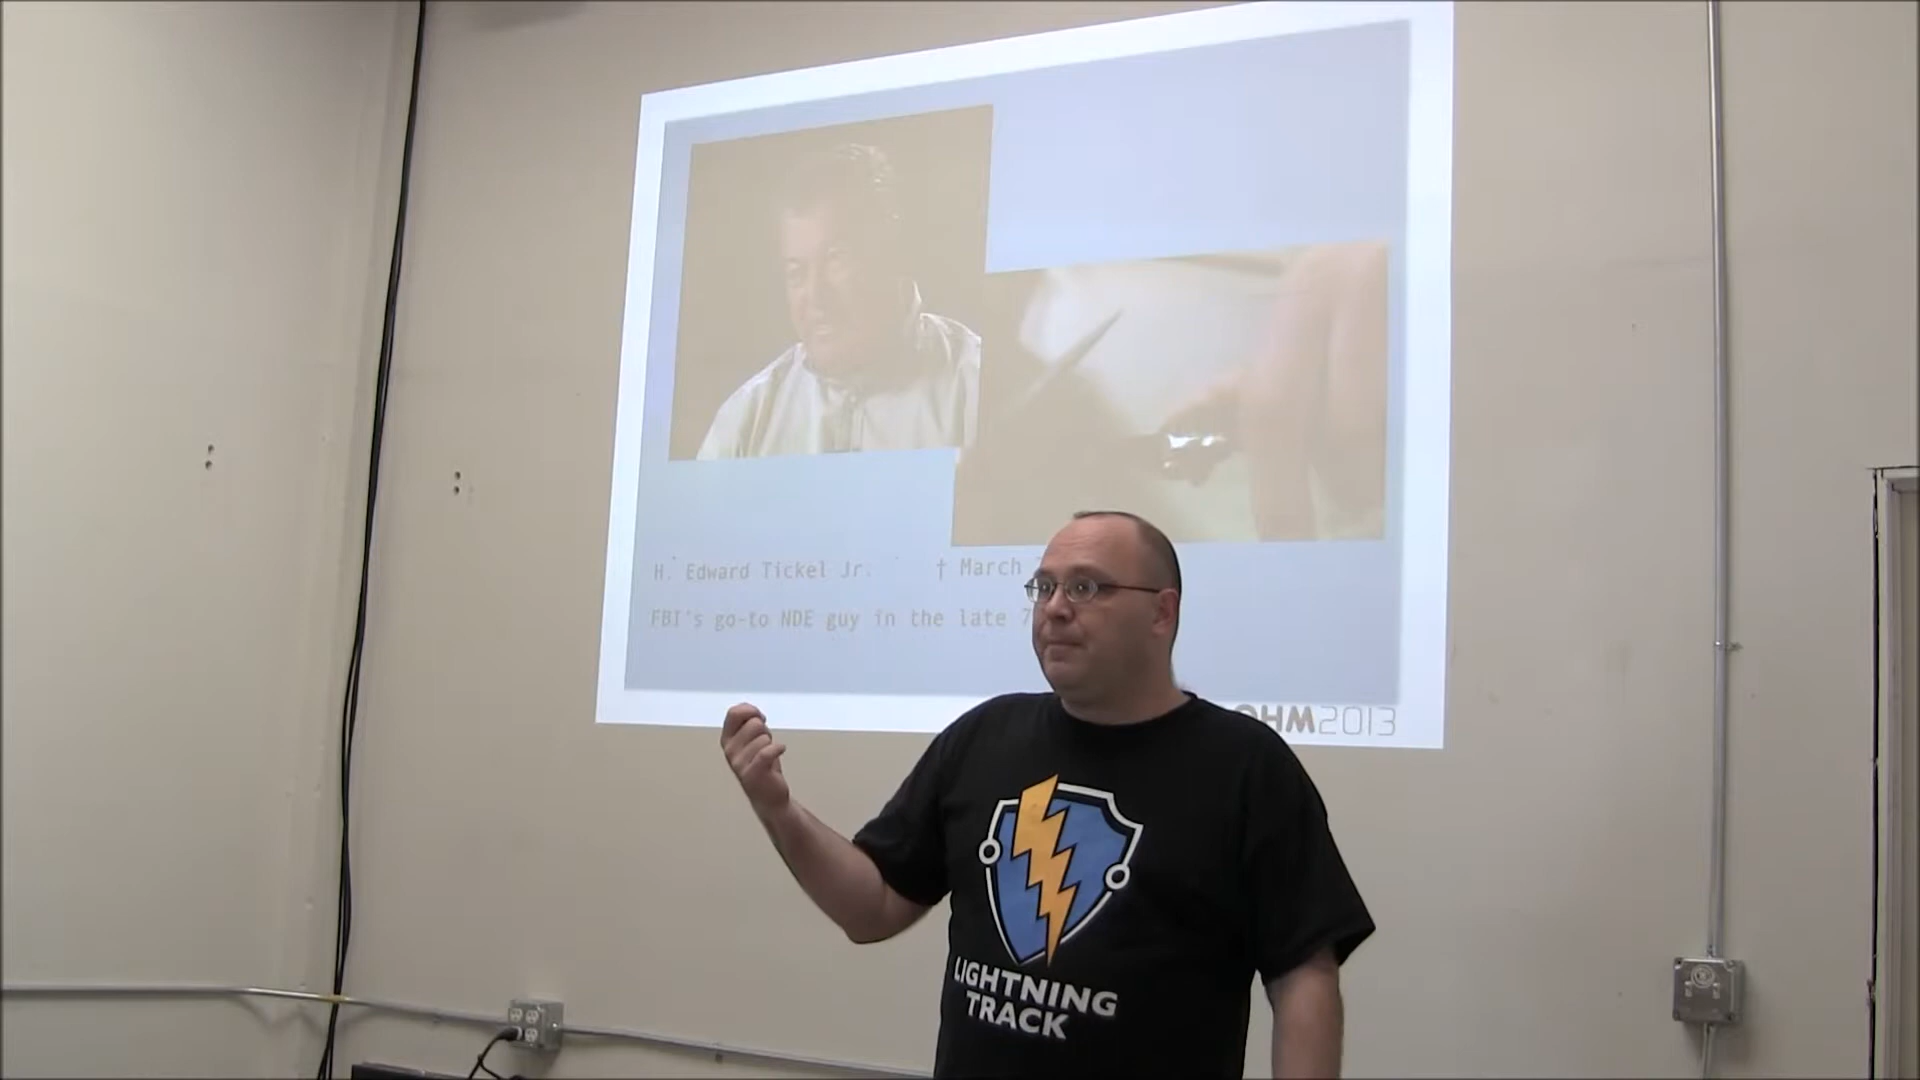 H. Edward Tickel Jr. † March
FBI's go-to NDE guy in the late 7
OHM2013
LIGHTNING
TRACK